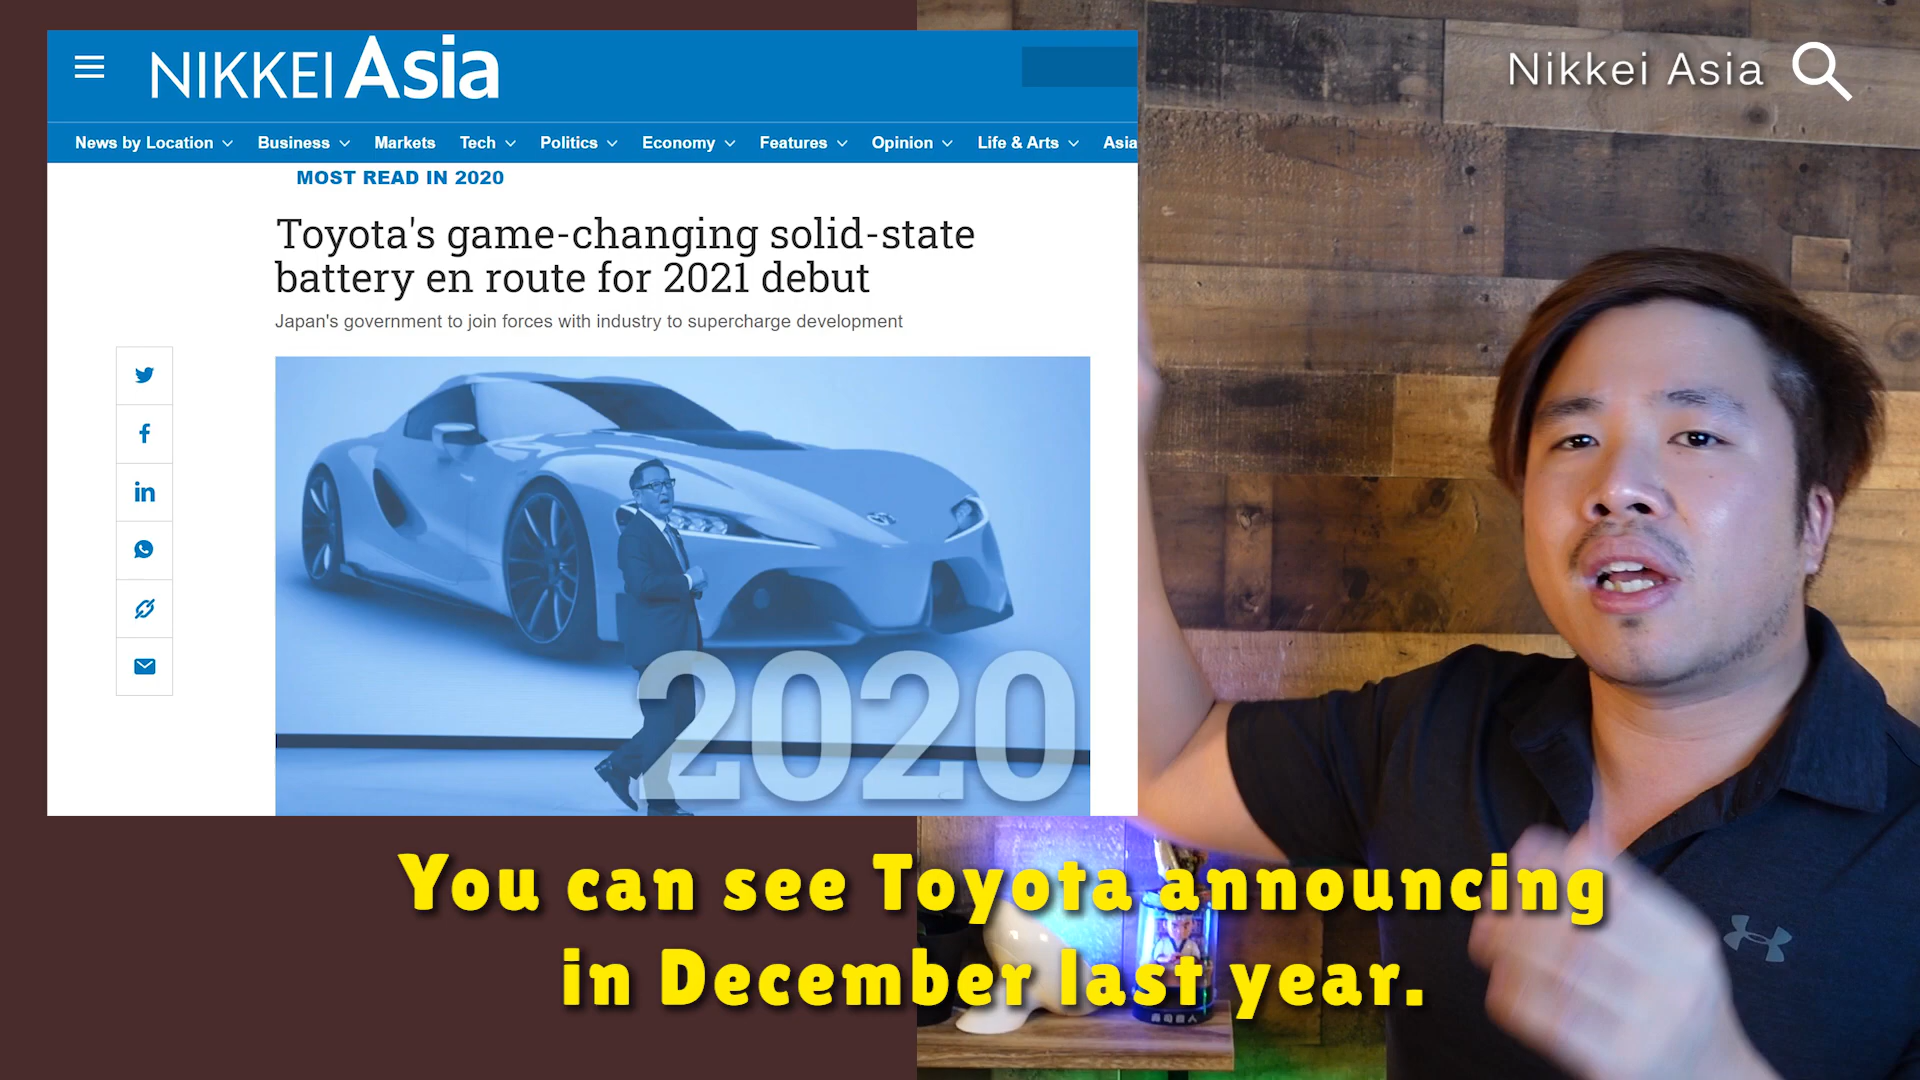 NIKKEI Asia
Nikkei Asia
News by Location Business Markets Tech Politics Economy Features Opinion Life & Arts Asia
MOST READ IN 2020
Toyota's game-changing solid-state
battery en route for 2021 debut
Japan's government to join forces with industry to supercharge development
2020
You can see Toyota announcing
in December last year.